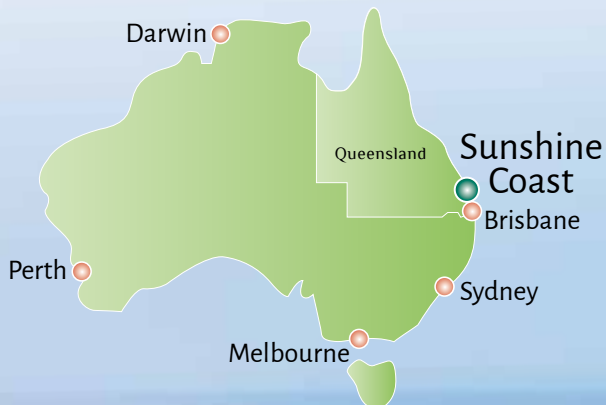 Darwin
Queensland
Sunshine
Coast
Brisbane
Perth
Sydney
Melbourne